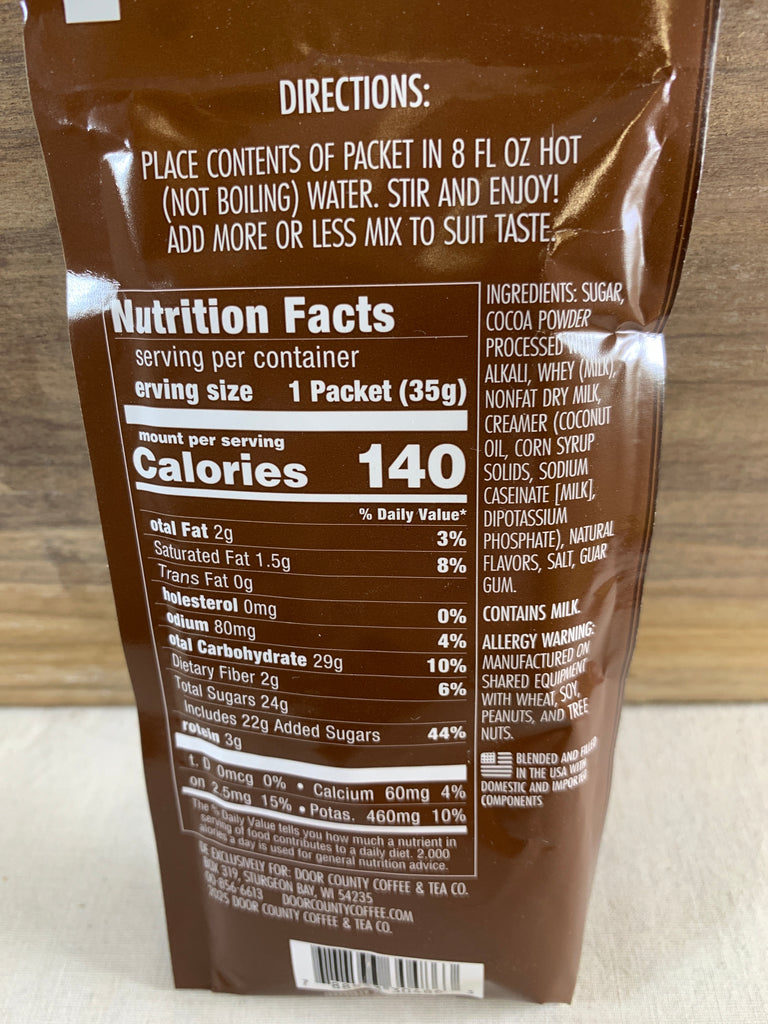 DIRECTIONS:
PLACE CONTENTS OF PACKET IN 8 FL OZ HOT
(NOT BOILING) WATER. STIR AND ENJOY!
ADD MORE OR LESS MIX TO SUIT TASTE.
Nutrition Facts
serving per container
erving size 1 Packet (35g)
mount per serving
Calories 140
% Daily Value*
otal Fat 2g 3%
Saturated Fat 1.5g 8%
Trans Fat 0g
holesterol 0mg 0%
odium 80mg 4%
otal Carbohydrate 29g 10%
Dietary Fiber 2g 6%
Total Sugars 24g
Includes 22g Added Sugars 44%
rotein 3g
t. D 0mcg 0% • Calcium 60mg 4%
on 2.5mg 15% • Potas. 460mg 10%
The % Daily Value tells you how much a nutrient in
serving of food contributes to a daily diet. 2,000
alories a day is used for general nutrition advice.
INGREDIENTS: SUGAR,
COCOA POWDER
PROCESSED
ALKALI, WHEY (MILK),
NONFAT DRY MILK,
CREAMER (COCONUT
OIL, CORN SYRUP
SOLIDS, SODIUM
CASEINATE [MILK],
DIPOTASSIUM
PHOSPHATE), NATURAL
FLAVORS, SALT, GUAR
GUM.
CONTAINS MILK.
ALLERGY WARNING:
MANUFACTURED ON
SHARED EQUIPMENT
WITH WHEAT, SOY,
PEANUTS, AND TREE
NUTS.
BLENDED AND FILLED
IN THE USA WITH
DOMESTIC AND IMPORTED
COMPONENTS
DE EXCLUSIVELY FOR: DOOR COUNTY COFFEE & TEA CO.
BOX 319, STURGEON BAY, WI 54235
00-856-6613 DOORCOUNTYCOFFEE.COM
2025 DOOR COUNTY COFFEE & TEA CO.